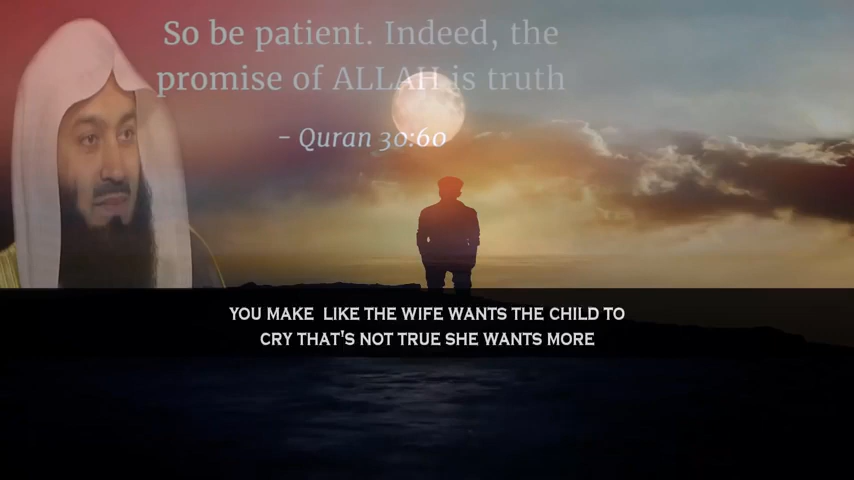 So be patient. Indeed, the
promise of ALLAH is truth
- Quran 30:60
YOU MAKE LIKE THE WIFE WANTS THE CHILD TO
CRY THAT'S NOT TRUE SHE WANTS MORE